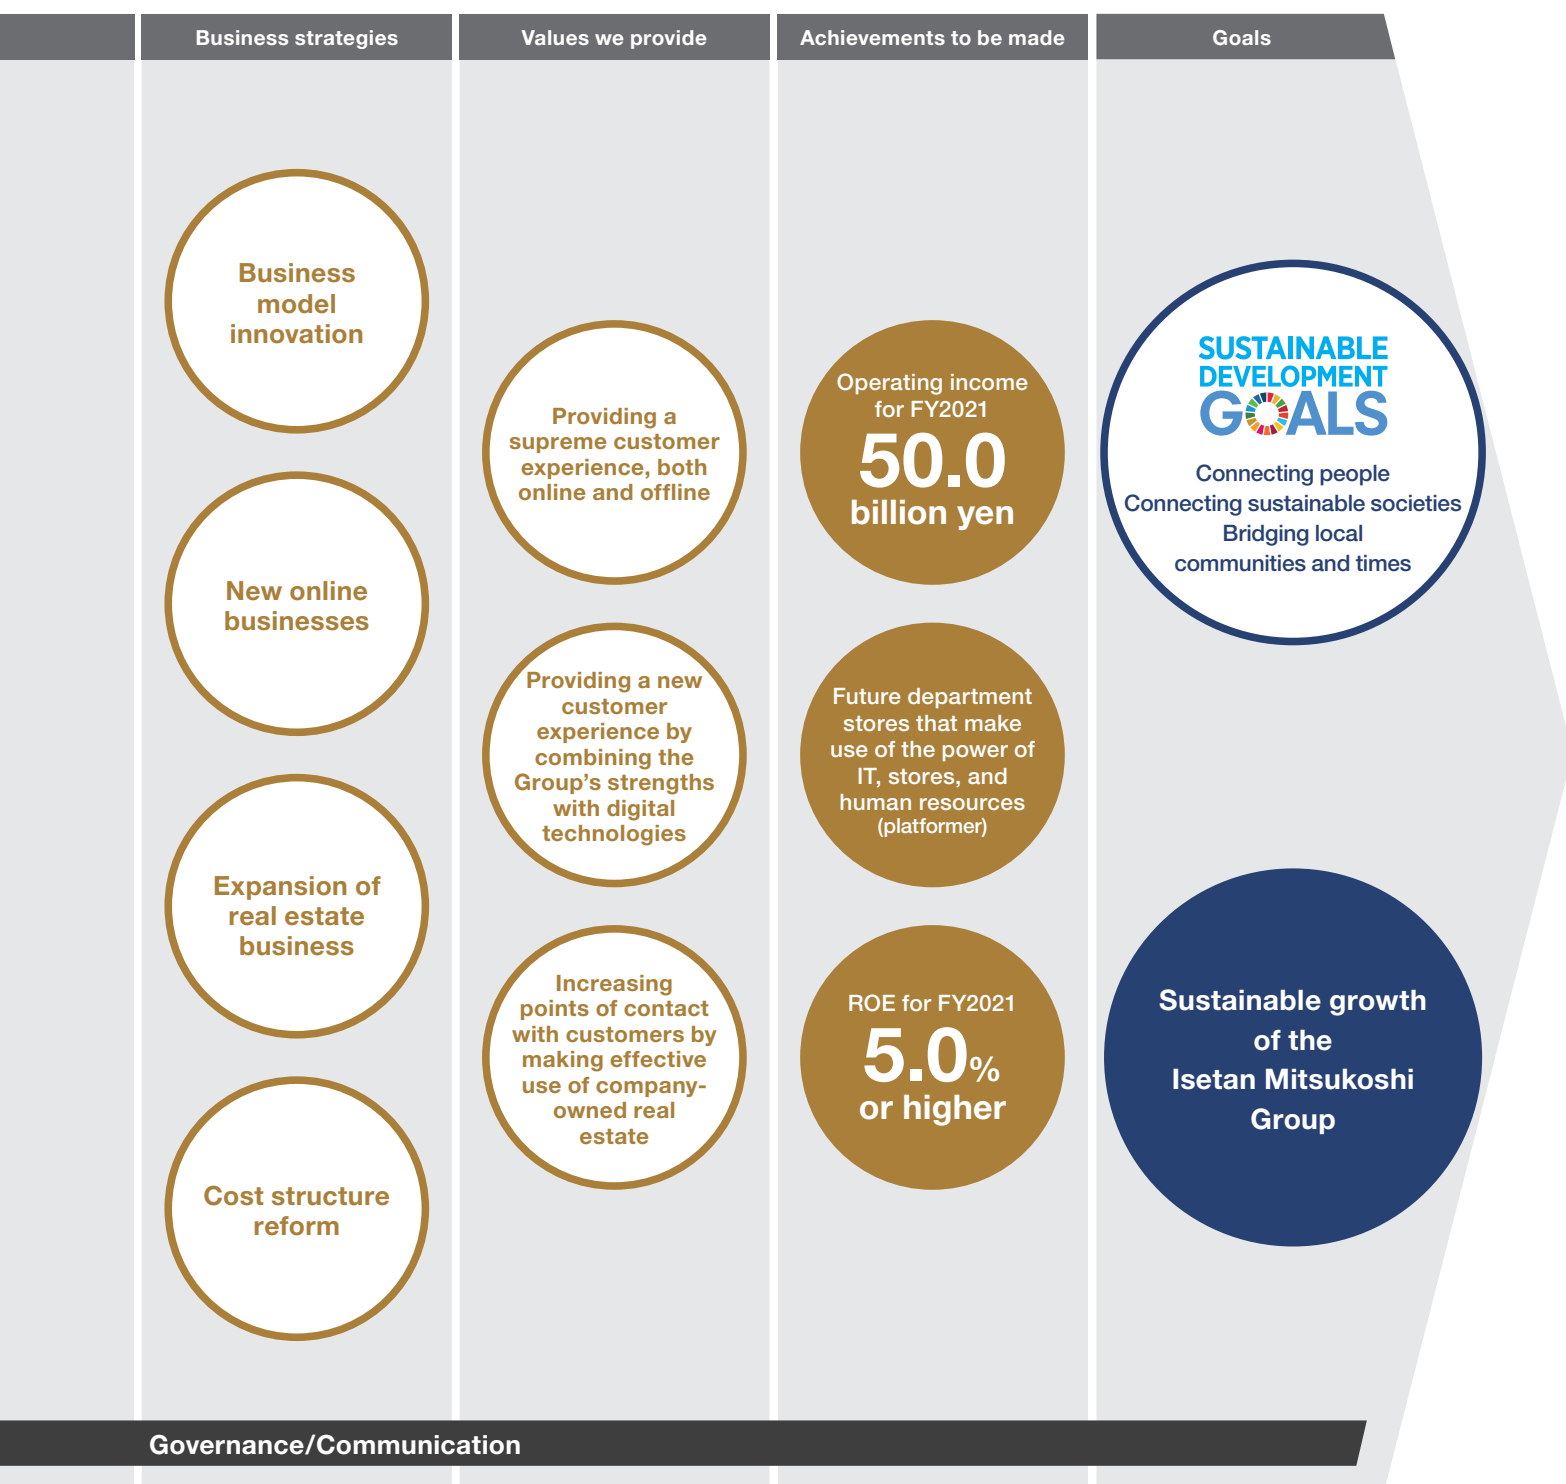 Business strategies
Values we provide
Achievements to be made
Goals
Business
model
innovation
New online
businesses
Expansion of
real estate
business
Cost structure
reform
Providing a
supreme customer
experience, both
online and offline
Providing a new
customer
experience by
combining the
Group's strengths
with digital
technologies
Increasing
points of contact
with customers by
making effective
use of company-
owned real
estate
Operating income
for FY2021
50.0
billion yen
Future department
stores that make
use of the power of
IT, stores, and
human resources
(platformer)
ROE for FY2021
5.0%
or higher
SUSTAINABLE
DEVELOPMENT
GOALS
Connecting people
Connecting sustainable societies
Bridging local
communities and times
Sustainable growth
of the
Isetan Mitsukoshi
Group
Governance/Communication